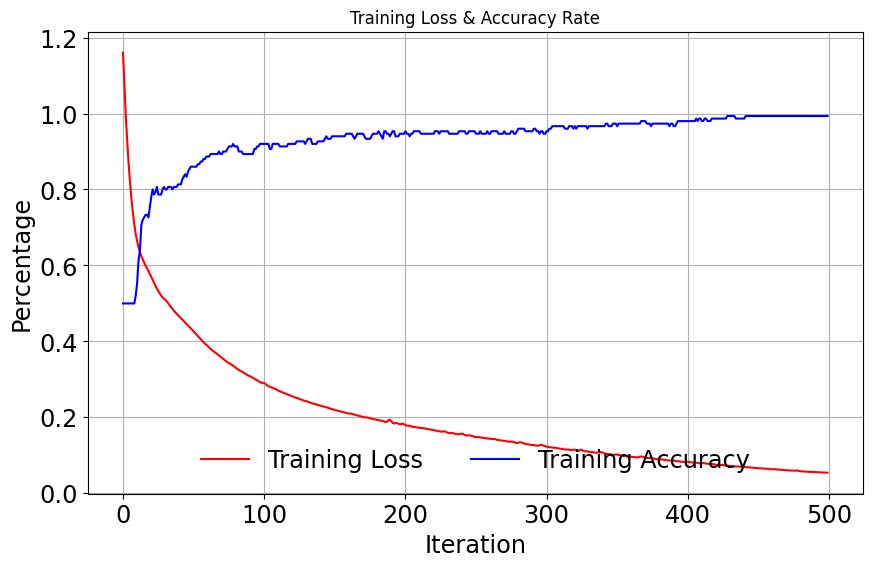 Training Loss & Accuracy Rate
1.2
1.0
0.8
0.6
0.4
0.2
0.0
Percentage
Training Loss Training Accuracy
0 100 200 300 400 500
Iteration